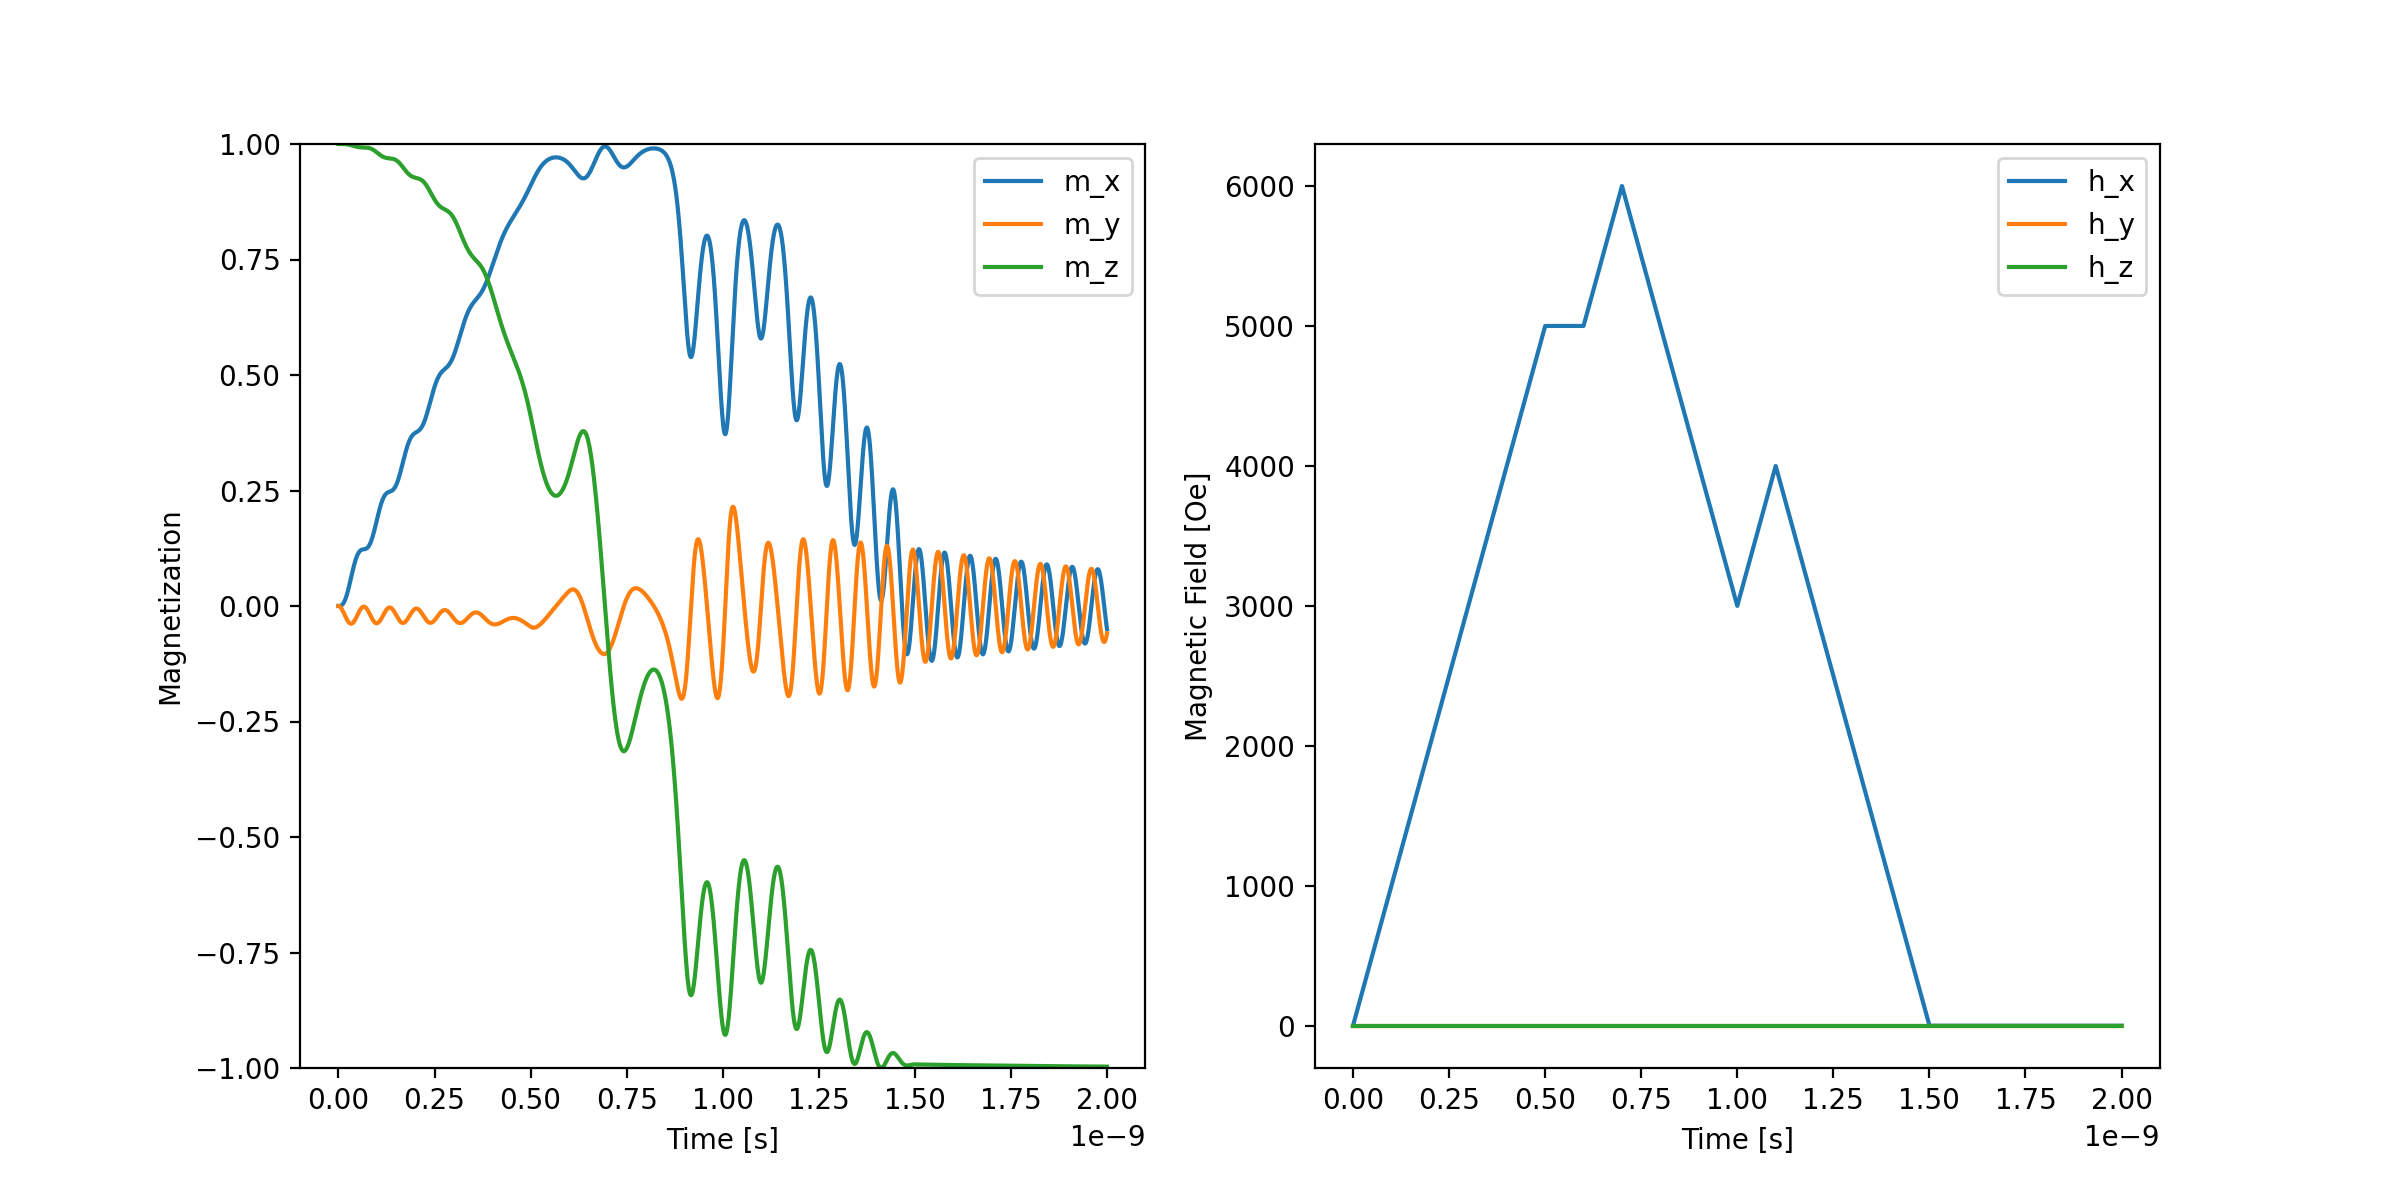 1.00
0.75
0.50
0.25
0.00
−0.25
−0.50
−0.75
−1.00
Magnetization
m_x
m_y
m_z
0.00 0.25 0.50 0.75 1.00 1.25 1.50 1.75 2.00
Time [s]
1e−9
6000
5000
4000
3000
2000
1000
0
Magnetic Field [Oe]
h_x
h_y
h_z
0.00 0.25 0.50 0.75 1.00 1.25 1.50 1.75 2.00
Time [s]
1e−9